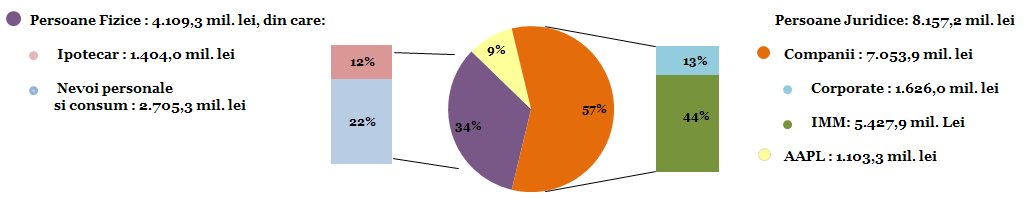 Persoane Fizice : 4.109,3 mil. lei, din care:
Ipotecar : 1.404,0 mil. lei
Nevoi personale
si consum : 2.705,3 mil. lei
12%
22%
9%
34%
57%
13%
44%
Persoane Juridice: 8.157,2 mil. lei
Companii : 7.053,9 mil. lei
Corporate : 1.626,0 mil. lei
IMM: 5.427,9 mil. Lei
AAPL : 1.103,3 mil. lei